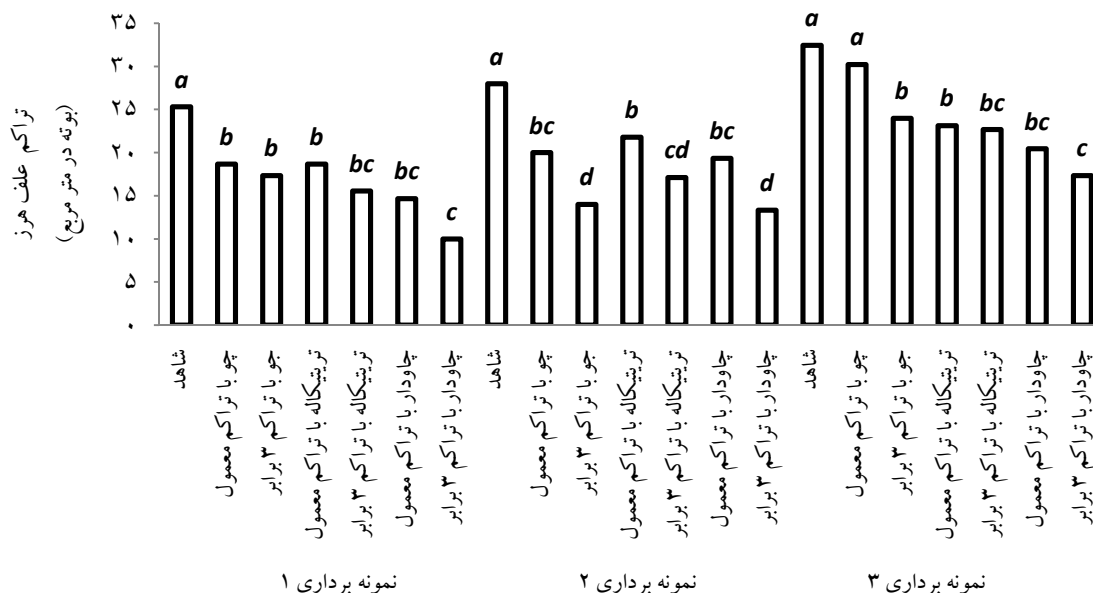 تراکم علف هرز
(بوته در متر مربع)
۳۵
۳۰
۲۵
۲۰
۱۵
۱۰
۵
۰
a
b
b
b
bc
bc
c
a
bc
d
b
cd
bc
d
a
a
b
b
bc
bc
c
شاهد
جو با تراکم معمول
جو با تراکم ۳ برابر
تریتیکاله با تراکم معمول
تریتیکاله با تراکم ۳ برابر
چاودار با تراکم معمول
چاودار با تراکم ۳ برابر
شاهد
جو با تراکم معمول
جو با تراکم ۳ برابر
تریتیکاله با تراکم معمول
تریتیکاله با تراکم ۳ برابر
چاودار با تراکم معمول
چاودار با تراکم ۳ برابر
شاهد
جو با تراکم معمول
جو با تراکم ۳ برابر
تریتیکاله با تراکم معمول
تریتیکاله با تراکم ۳ برابر
چاودار با تراکم معمول
چاودار با تراکم ۳ برابر
نمونه برداری ۱
نمونه برداری ۲
نمونه برداری ۳